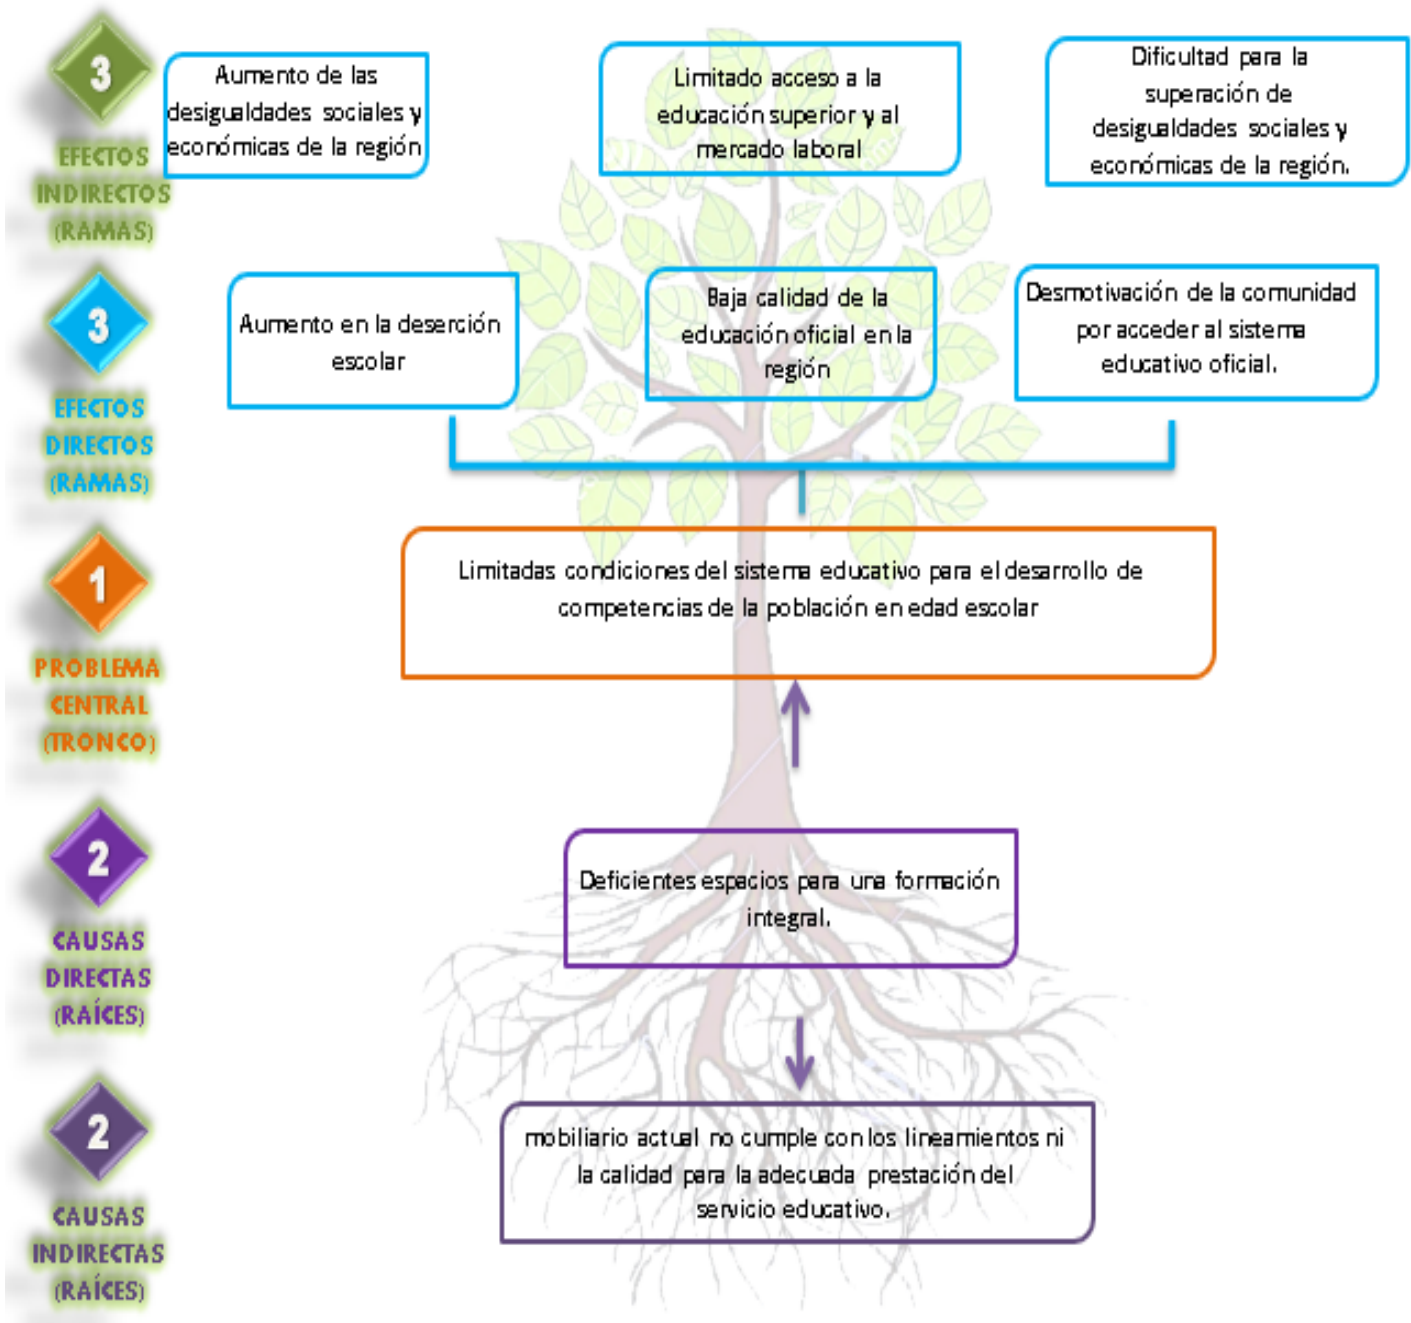 3
EFECTOS
INDIRECTOS
(RAMAS)
Aumento de las
desigualdades sociales y
económicas de la región
Limitado acceso a la
educación superior y al
mercado laboral
Dificultad para la
superación de
desigualdades sociales y
económicas de la región.
3
EFECTOS
DIRECTOS
(RAMAS)
Aumento en la deserción
escolar
Baja calidad de la
educación oficial en la
región
Desmotivación de la comunidad
por acceder al sistema
educativo oficial.
1
PROBLEMA
CENTRAL
(TRONCO)
Limitadas condiciones del sistema educativo para el desarrollo de
competencias de la población en edad escolar
2
CAUSAS
DIRECTAS
(RAÍCES)
Deficientes espacios para una formación
integral.
2
CAUSAS
INDIRECTAS
(RAÍCES)
mobiliario actual no cumple con los lineamientos ni
la calidad para la adecuada prestación del
servicio educativo.